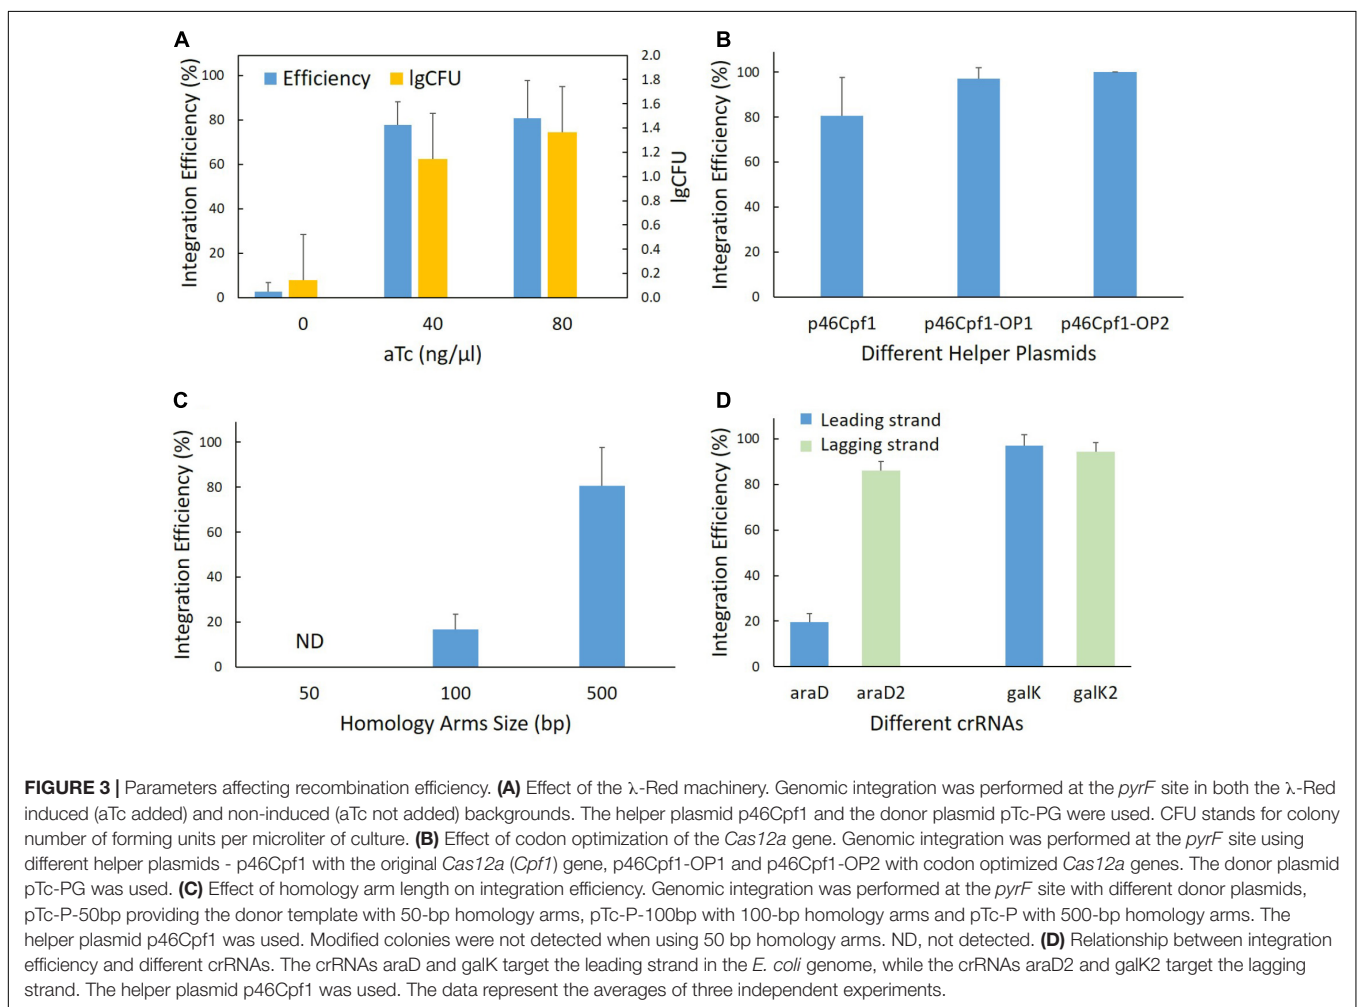 A
Integration Efficiency (%)
100
80
60
40
20
0
Efficiency
lgCFU
2.0
1.8
1.6
1.4
1.2
1.0
0.8
0.6
0.4
0.2
0.0
lgCFU
0 40 80
aTc (ng/µl)
B
Integration Efficiency (%)
100
80
60
40
20
0
p46Cpf1 p46Cpf1-OP1 p46Cpf1-OP2
Different Helper Plasmids
C
Integration Efficiency (%)
100
80
60
40
20
0
ND
50 100 500
Homology Arms Size (bp)
D
Leading strand
Lagging strand
Integration Efficiency (%)
100
80
60
40
20
0
araD araD2 galK galK2
Different crRNAs
FIGURE 3 | Parameters affecting recombination efficiency. (A) Effect of the λ-Red machinery. Genomic integration was performed at the pyrF site in both the λ-Red
induced (aTc added) and non-induced (aTc not added) backgrounds. The helper plasmid p46Cpf1 and the donor plasmid pTc-PG were used. CFU stands for colony
number of forming units per microliter of culture. (B) Effect of codon optimization of the Cas12a gene. Genomic integration was performed at the pyrF site using
different helper plasmids - p46Cpf1 with the original Cas12a (Cpf1) gene, p46Cpf1-OP1 and p46Cpf1-OP2 with codon optimized Cas12a genes. The donor plasmid
pTc-PG was used. (C) Effect of homology arm length on integration efficiency. Genomic integration was performed at the pyrF site with different donor plasmids,
pTc-P-50bp providing the donor template with 50-bp homology arms, pTc-P-100bp with 100-bp homology arms and pTc-P with 500-bp homology arms. The
helper plasmid p46Cpf1 was used. Modified colonies were not detected when using 50 bp homology arms. ND, not detected. (D) Relationship between integration
efficiency and different crRNAs. The crRNAs araD and galK target the leading strand in the E. coli genome, while the crRNAs araD2 and galK2 target the lagging
strand. The helper plasmid p46Cpf1 was used. The data represent the averages of three independent experiments.